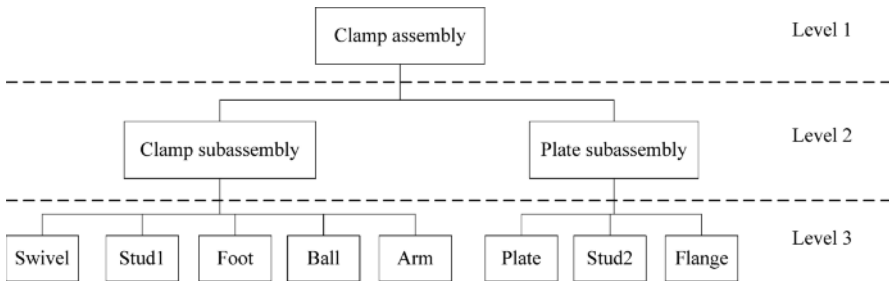 Clamp assembly
Level 1
Clamp subassembly
Plate subassembly
Level 2
Swivel
Stud1
Foot
Ball
Arm
Plate
Stud2
Flange
Level 3